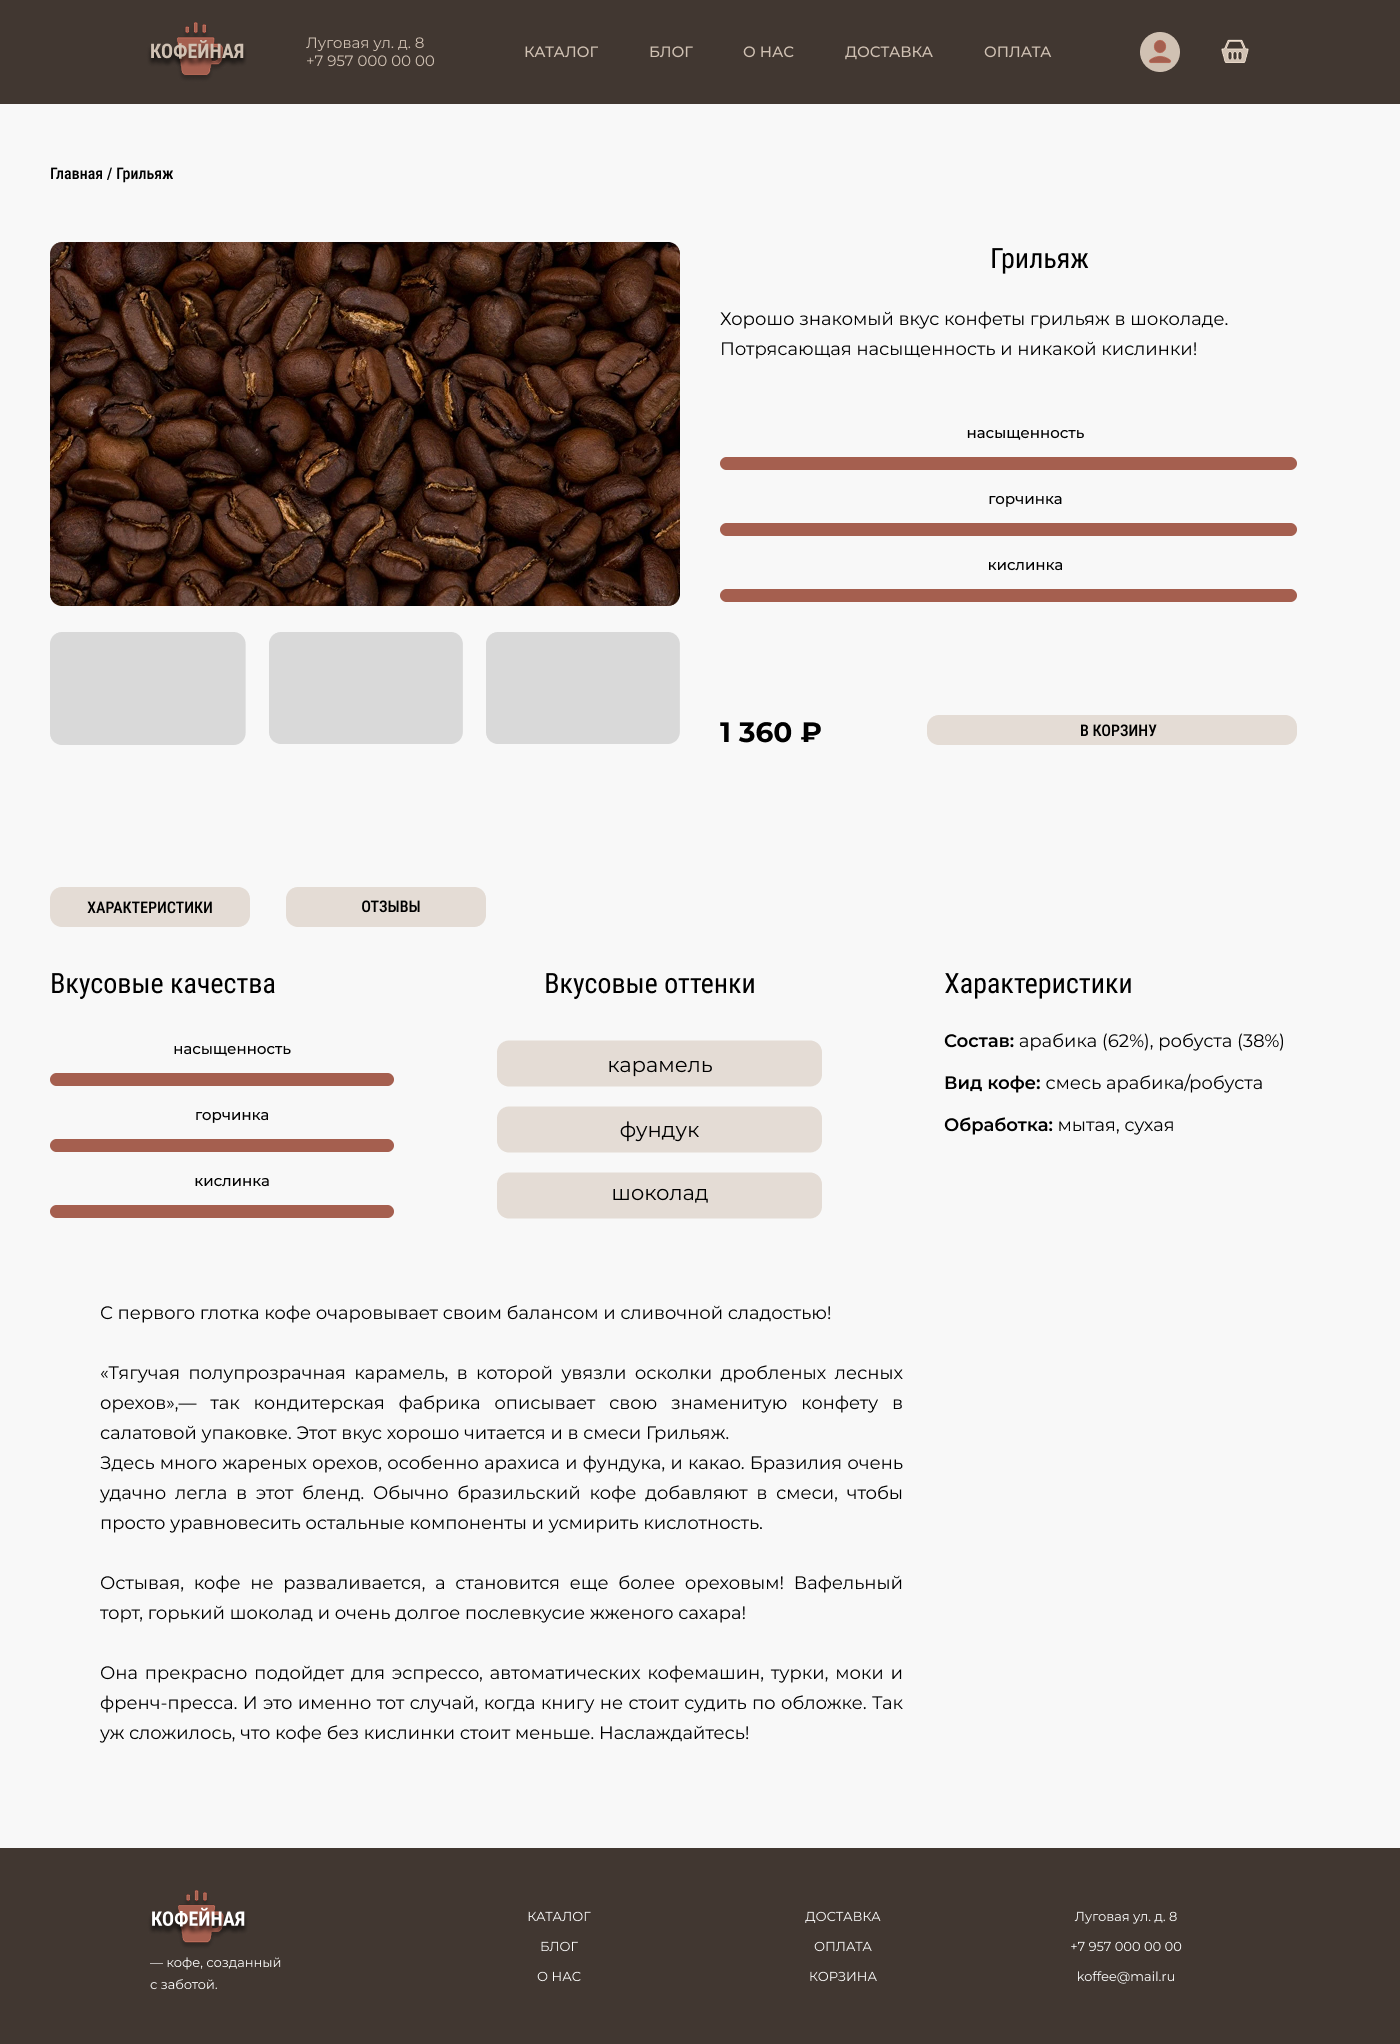 КОФЕЙНАЯ
Луговая ул. д. 8
+7 957 000 00 00
КАТАЛОГ
БЛОГ
О НАС
ДОСТАВКА
ОПЛАТА
Главная / Грильяж
Грильяж
Хорошо знакомый вкус конфеты грильяж в шоколаде.
Потрясающая насыщенность и никакой кислинки!
насыщенность
горчинка
кислинка
1 360 ₽
В КОРЗИНУ
ХАРАКТЕРИСТИКИ
ОТЗЫВЫ
Вкусовые качества
насыщенность
горчинка
кислинка
Вкусовые оттенки
карамель
фундук
шоколад
Характеристики
Состав: арабика (62%), робуста (38%)
Вид кофе: смесь арабика/робуста
Обработка: мытая, сухая
С первого глотка кофе очаровывает своим балансом и сливочной сладостью!
«Тягучая полупрозрачная карамель, в которой увязли осколки дробленых лесных
орехов»,— так кондитерская фабрика описывает свою знаменитую конфету в
салатовой упаковке. Этот вкус хорошо читается и в смеси Грильяж.
Здесь много жареных орехов, особенно арахиса и фундука, и какао. Бразилия очень
удачно легла в этот бленд. Обычно бразильский кофе добавляют в смеси, чтобы
просто уравновесить остальные компоненты и усмирить кислотность.
Остывая, кофе не разваливается, а становится еще более ореховым! Вафельный
торт, горький шоколад и очень долгое послевкусие жженого сахара!
Она прекрасно подойдет для эспрессо, автоматических кофемашин, турки, моки и
френч-пресса. И это именно тот случай, когда книгу не стоит судить по обложке. Так
уж сложилось, что кофе без кислинки стоит меньше. Наслаждайтесь!
КОФЕЙНАЯ
— кофе, созданный
с заботой.
КАТАЛОГ
БЛОГ
О НАС
ДОСТАВКА
ОПЛАТА
КОРЗИНА
Луговая ул. д. 8
+7 957 000 00 00
koffee@mail.ru